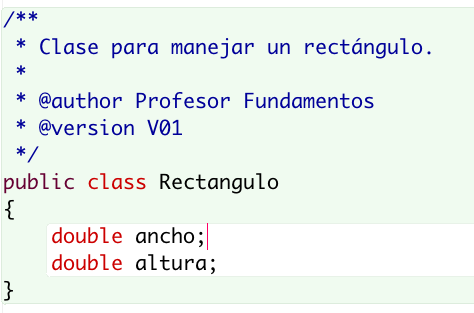 /**
 * Clase para manejar un rectángulo.
 *
 * @author Profesor Fundamentos
 * @version V01
 */
public class Rectangulo
{
    double ancho;
    double altura;
}